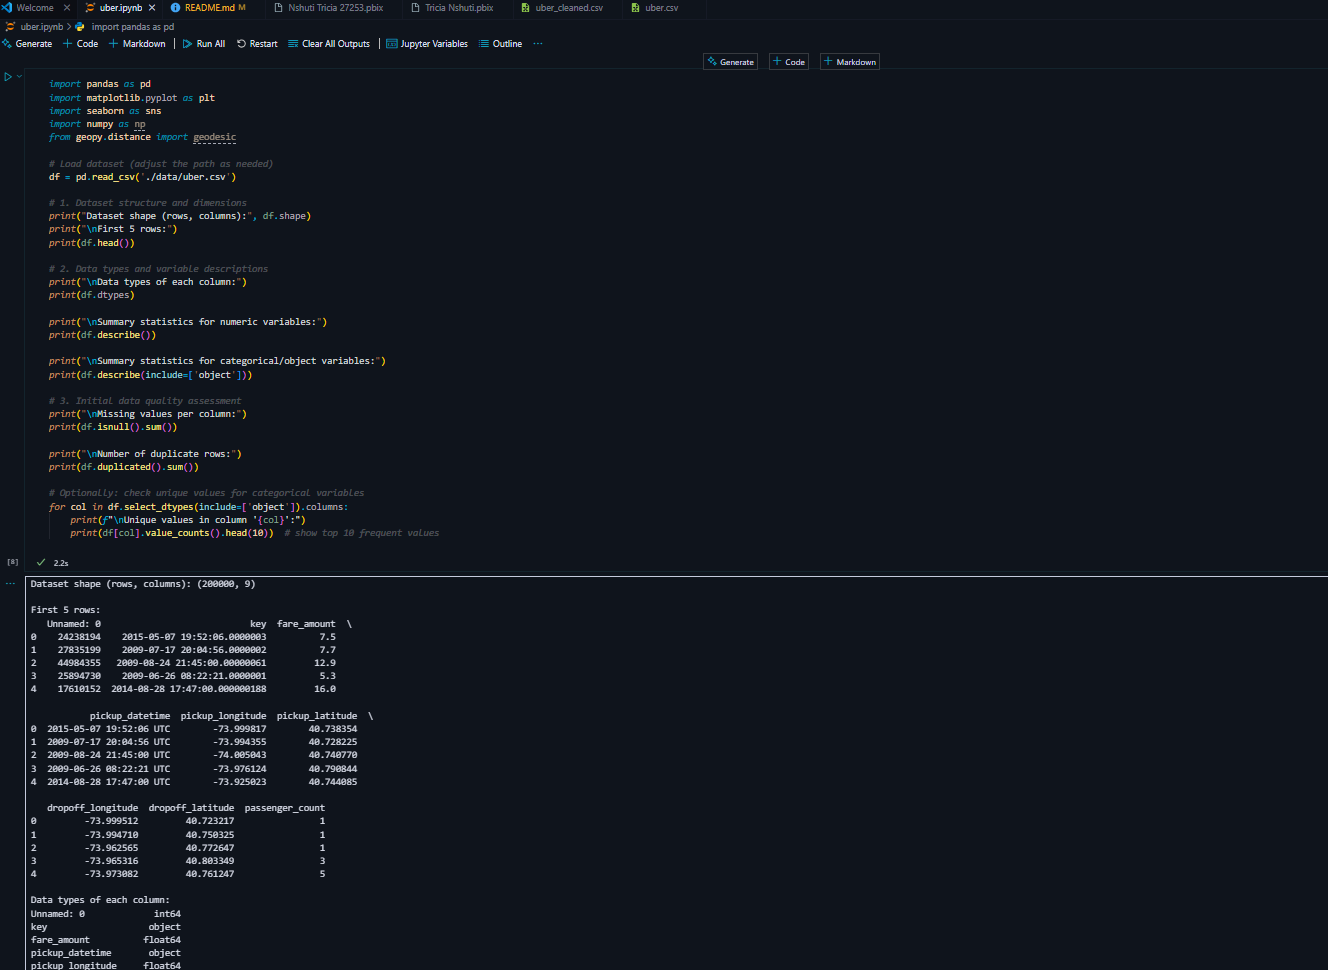 Welcome uber.ipynb README.md M Nshuti Tricia 27253.pbix Tricia Nshuti.pbix uber_cleaned.csv uber.csv
uber.ipynb > import pandas as pd
Generate + Code + Markdown | Run All Restart Clear All Outputs | Jupyter Variables Outline ...
Generate + Code + Markdown
import pandas as pd
import matplotlib.pyplot as plt
import seaborn as sns
import numpy as np
from geopy.distance import geodesic
# Load dataset (adjust the path as needed)
df = pd.read_csv('./data/uber.csv')
# 1. Dataset structure and dimensions
print("Dataset shape (rows, columns):", df.shape)
print("\nFirst 5 rows:")
print(df.head())
# 2. Data types and variable descriptions
print("\nData types of each column:")
print(df.dtypes)
print("\nSummary statistics for numeric variables:")
print(df.describe())
print("\nSummary statistics for categorical/object variables:")
print(df.describe(include=['object']))
# 3. Initial data quality assessment
print("\nMissing values per column:")
print(df.isnull().sum())
print("\nNumber of duplicate rows:")
print(df.duplicated().sum())
# Optionally: check unique values for categorical variables
for col in df.select_dtypes(include=['object']).columns:
    print(f"\nUnique values in column '{col}':")
    print(df[col].value_counts().head(10))  # show top 10 frequent values
[8] 2.2s
Dataset shape (rows, columns): (200000, 9)
First 5 rows:
   Unnamed: 0                            key  fare_amount  \
0    24238194    2015-05-07 19:52:06.0000003          7.5
1    27835199    2009-07-17 20:04:56.0000002          7.7
2    44984355   2009-08-24 21:45:00.00000061         12.9
3    25894730    2009-06-26 08:22:21.0000001          5.3
4    17610152  2014-08-28 17:47:00.000000188         16.0
           pickup_datetime  pickup_longitude  pickup_latitude  \
0  2015-05-07 19:52:06 UTC        -73.999817        40.738354
1  2009-07-17 20:04:56 UTC        -73.994355        40.728225
2  2009-08-24 21:45:00 UTC        -74.005043        40.740770
3  2009-06-26 08:22:21 UTC        -73.976124        40.790844
4  2014-08-28 17:47:00 UTC        -73.925023        40.744085
   dropoff_longitude  dropoff_latitude  passenger_count
0         -73.999512         40.723217                1
1         -73.994710         40.750325                1
2         -73.962565         40.772647                1
3         -73.965316         40.803349                3
4         -73.973082         40.761247                5
Data types of each column:
Unnamed: 0             int64
key                   object
fare_amount          float64
pickup_datetime       object
pickup_longitude     float64